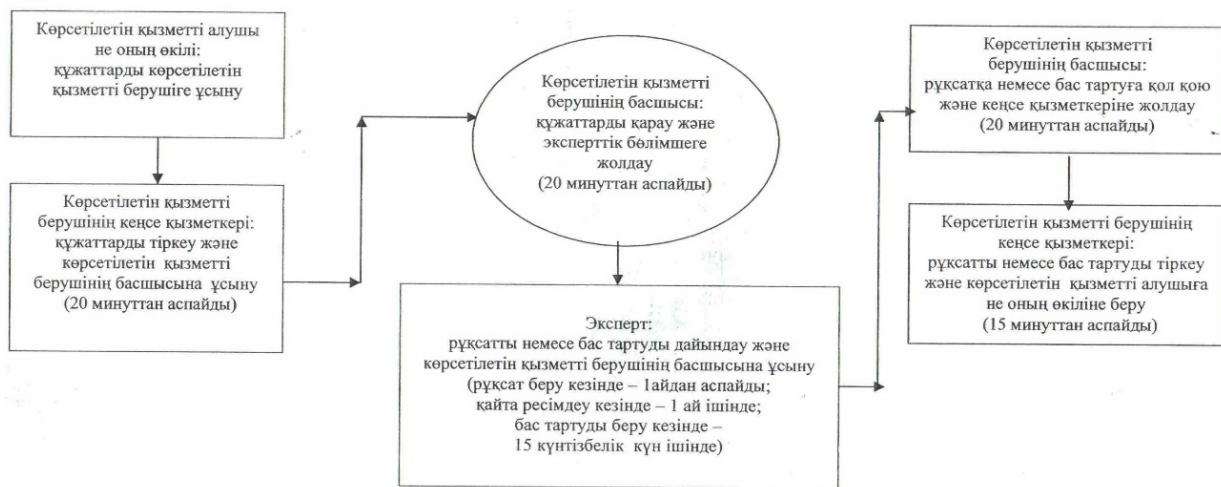 Көрсетілетін қызметті алушы
не оның өкілі:
құжаттарды көрсетілетін
қызметті берушіге ұсыну
Көрсетілетін қызметті
берушінің кеңсе қызметкері:
құжаттарды тіркеу және
көрсетілетін қызметті
берушінің басшысына ұсыну
(20 минуттан аспайды)
Көрсетілетін қызметті
берушінің басшысы:
құжаттарды қарау және
эксперттік бөлімшеге
жолдау
(20 минуттан аспайды)
Эксперт:
рұқсатты немесе бас тартуды дайындау және
көрсетілетін қызметті берушінің басшысына ұсыну
(рұқсат беру кезінде – 1айдан аспайды;
қайта ресімдеу кезінде – 1 ай ішінде;
бас тартуды беру кезінде –
15 күнтізбелік күн ішінде)
Көрсетілетін қызметті
берушінің басшысы:
рұқсатқа немесе бас тартуға қол қою
және кеңсе қызметкеріне жолдау
(20 минуттан аспайды)
Көрсетілетін қызметті берушінің
кеңсе қызметкері:
рұқсатты немесе бас тартуды тіркеу
және көрсетілетін қызметті алушыға
не оның өкіліне беру
(15 минуттан аспайды)